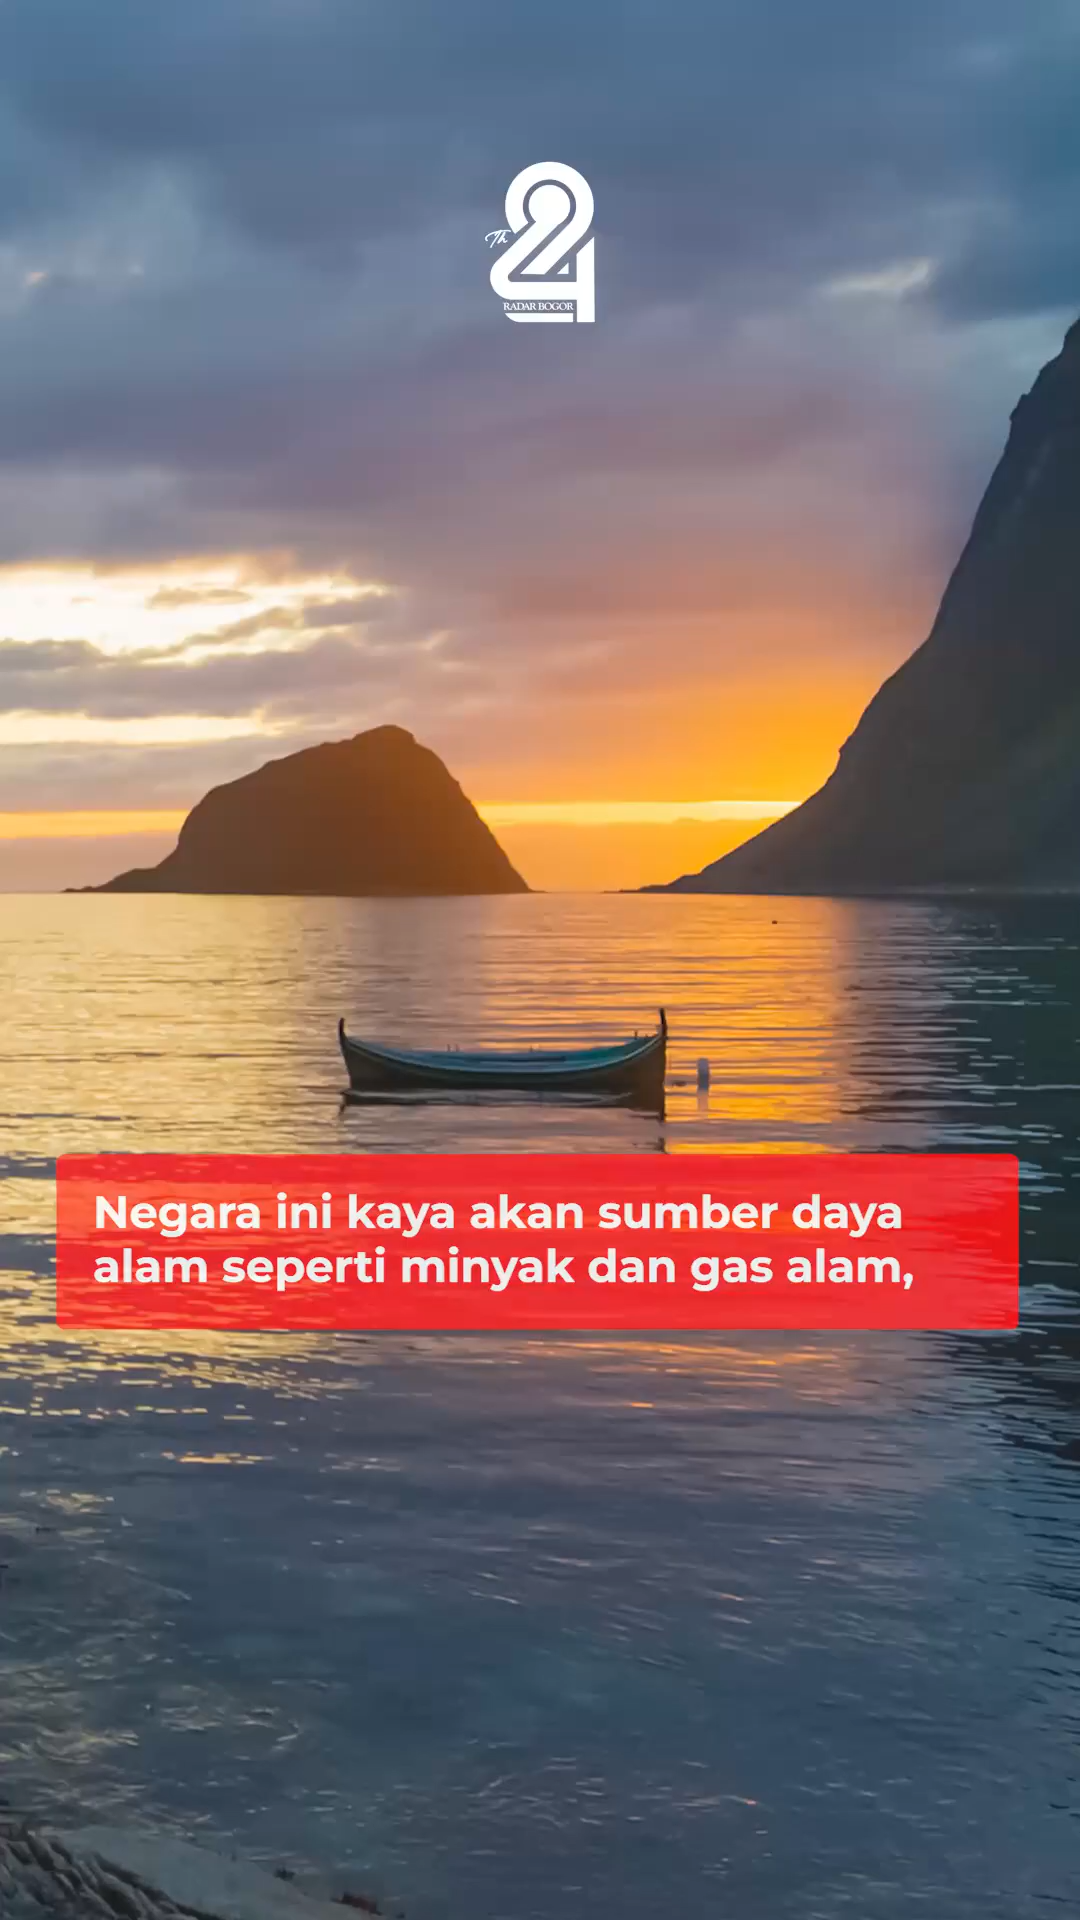 Th
24
RADAR BOGOR
Negara ini kaya akan sumber daya
alam seperti minyak dan gas alam,